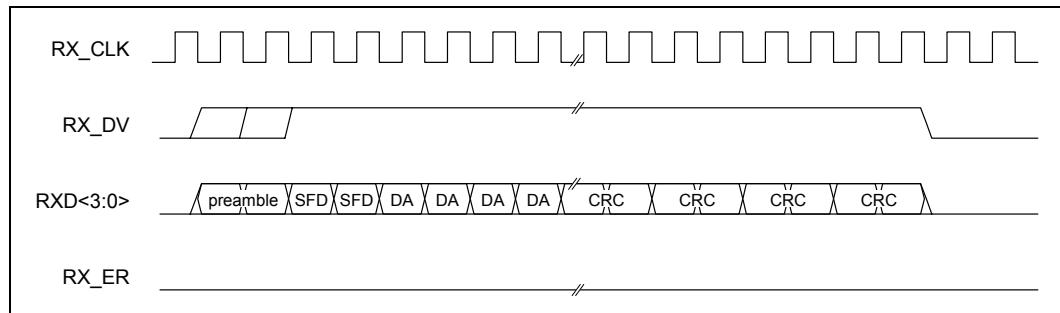 RX_CLK
RX_DV
RXD<3:0> preamble SFD SFD DA DA DA DA CRC CRC CRC CRC
RX_ER